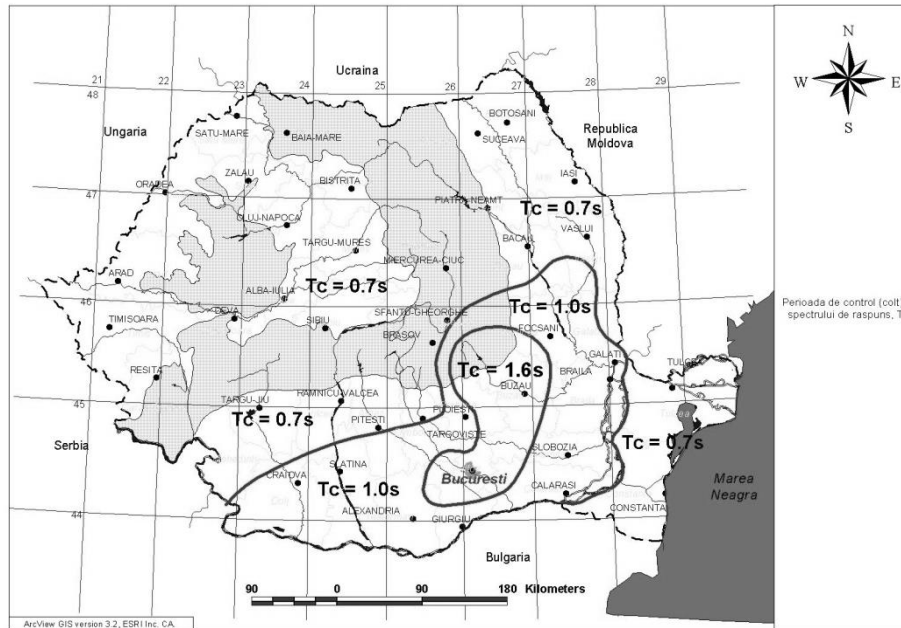 N
W E
S
Ucraina
21 22 23 24 25 26 27 28 29
48
Ungaria
Republica
Moldova
BOTOSANI
SATU-MARE
BAIA-MARE
SUCEAVA
ZALAU
BISTRITA
IASI
47
ORADEA
PIATRA-NEAMT
Tc = 0.7s
CLUJ-NAPOCA
VASLUI
TARGU-MURES
BACAU
MIERCUREA-CIUC
ARAD
ALBA-IULIA
Tc = 0.7s
46
Tc = 1.0s
Perioada de control (colt)
spectrului de raspuns, T
TIMISOARA
DEVA
SIBIU
SFANTU-GHEORGHE
FOCSANI
BRASOV
GALATI
RESITA
Tc = 1.6s
BRAILA
TULCEA
BUZAU
RAMNICU-VALCEA
45
TARGU-JIU
Tc = 0.7s
PITESTI
PLOIESTI
TARGOVISTE
Tc = 0.7s
Serbia
SLOBOZIA
SLATINA
CRAIOVA
Bucuresti
Tc = 1.0s
CALARASI
Marea
Neagra
CONSTANTA
44
ALEXANDRIA
GIURGIU
Bulgaria
90 0 90 180 Kilometers
ArcView GIS version 3.2, ESRI Inc. CA.